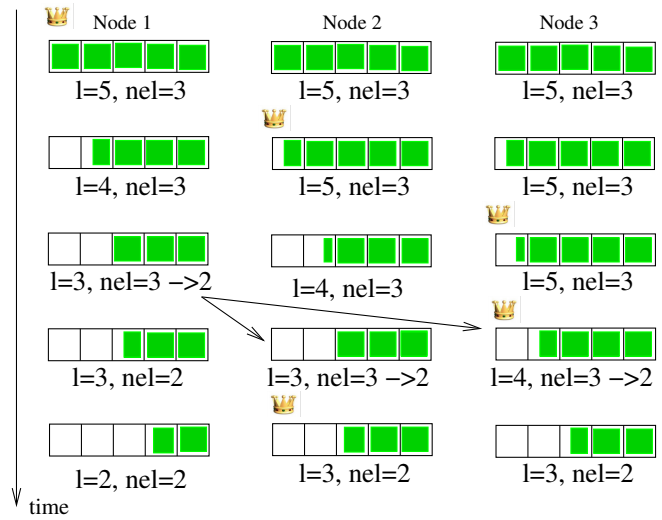 Node 1 Node 2 Node 3
l=5, nel=3 l=5, nel=3 l=5, nel=3
l=4, nel=3 l=5, nel=3 l=5, nel=3
l=3, nel=3 −>2 l=4, nel=3 l=5, nel=3
l=3, nel=2 l=3, nel=3 −>2 l=4, nel=3 −>2
l=2, nel=2 l=3, nel=2 l=3, nel=2
time